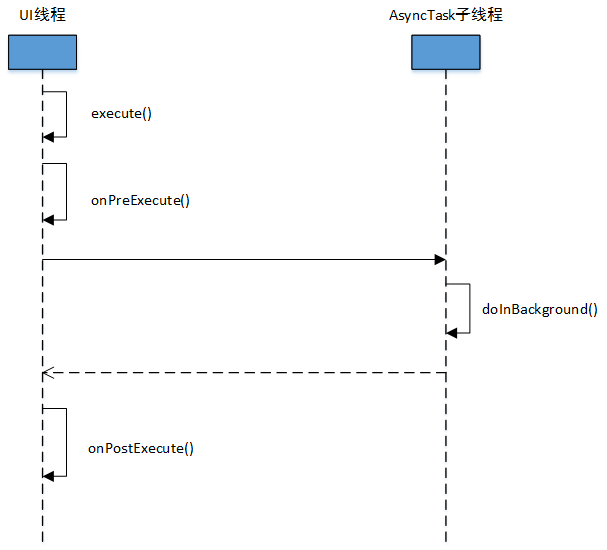 UI线程
AsyncTask子线程
execute()
onPreExecute()
doInBackground()
onPostExecute()